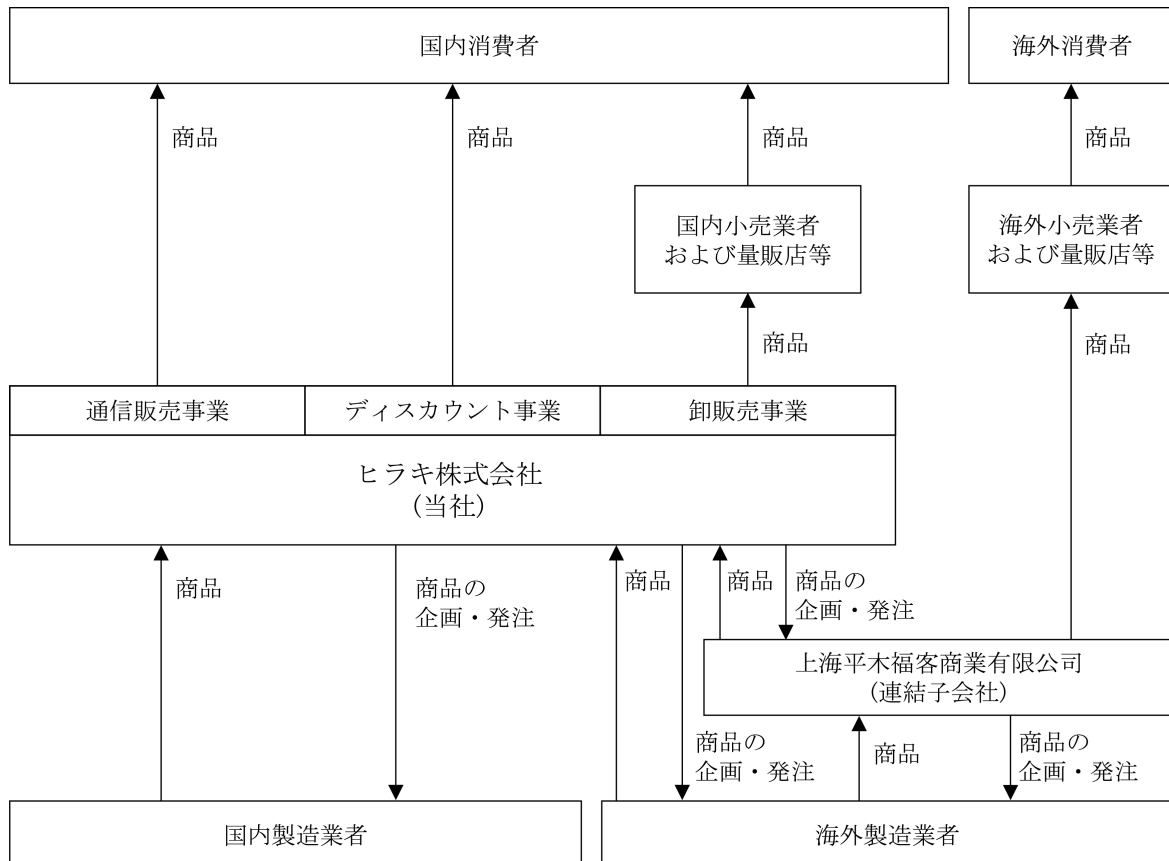 国内消費者
海外消費者
商品
商品
商品
商品
国内小売業者
および量販店等
海外小売業者
および量販店等
商品
商品
通信販売事業
ディスカウント事業
卸販売事業
ヒラキ株式会社
(当社)
商品
商品の
企画・発注
商品
商品
商品の
企画・発注
上海平木福客商業有限公司
(連結子会社)
商品の
企画・発注
商品
商品の
企画・発注
国内製造業者
海外製造業者